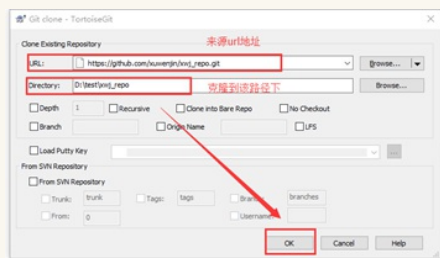 Git clone - TortoiseGit
Clone Existing Repository
来源url地址
URL: https://github.com/xuwenjin/xwj_repo.git Browse...
Directory: D:\test\xwj_repo 克隆到该路径下 Browse...
Depth 1 Recursive Clone into Bare Repo No Checkout
Branch Origin Name LFS
Load Putty Key ...
From SVN Repository
From SVN Repository
Trunk: trunk Tags: tags Branch: branches
From: 0 Username:
OK Cancel Help